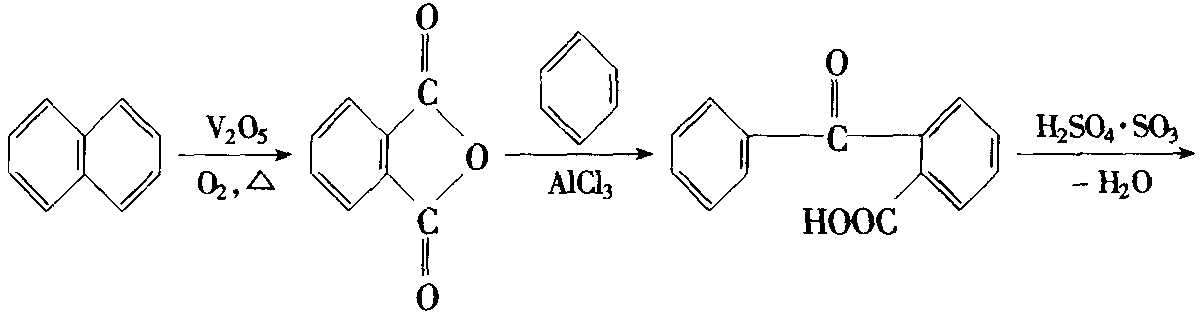 V₂O₅
O₂,△
O
C
O
C
O
AlCl₃
O
C
HOOC
H₂SO₄·SO₃
−H₂O